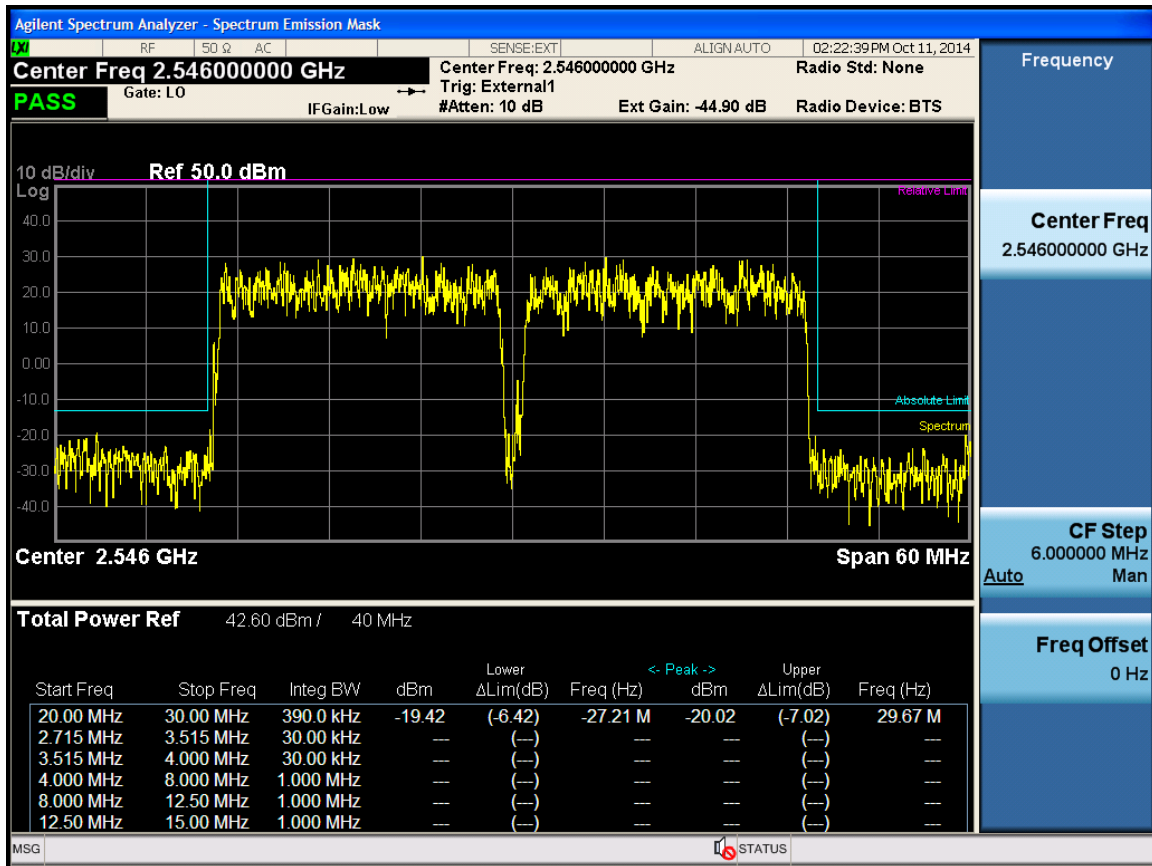 Agilent Spectrum Analyzer - Spectrum Emission Mask
LXI RF 50 Ω AC SENSE:EXT ALIGN AUTO 02:22:39 PM Oct 11, 2014
Center Freq 2.546000000 GHz Center Freq: 2.546000000 GHz Radio Std: None
PASS Gate: LO Trig: External1
IFGain:Low #Atten: 10 dB Ext Gain: -44.90 dB Radio Device: BTS
10 dB/div Ref 50.0 dBm
Log
Relative Limit
40.0
30.0
20.0
10.0
0.00
-10.0
Absolute Limit
Spectrum
-20.0
-30.0
-40.0
Center 2.546 GHz Span 60 MHz
Total Power Ref 42.60 dBm / 40 MHz
Lower <- Peak -> Upper
Start Freq Stop Freq Integ BW dBm ΔLim(dB) Freq (Hz) dBm ΔLim(dB) Freq (Hz)
20.00 MHz 30.00 MHz 390.0 kHz -19.42 (-6.42) -27.21 M -20.02 (-7.02) 29.67 M
2.715 MHz 3.515 MHz 30.00 kHz --- (---) --- --- (---) ---
3.515 MHz 4.000 MHz 30.00 kHz --- (---) --- --- (---) ---
4.000 MHz 8.000 MHz 1.000 MHz --- (---) --- --- (---) ---
8.000 MHz 12.50 MHz 1.000 MHz --- (---) --- --- (---) ---
12.50 MHz 15.00 MHz 1.000 MHz --- (---) --- --- (---) ---
MSG STATUS
Frequency
Center Freq
2.546000000 GHz
CF Step
6.000000 MHz
Auto Man
Freq Offset
0 Hz